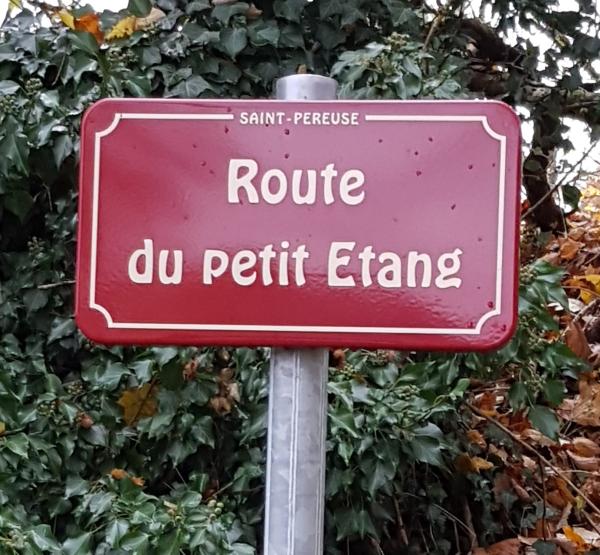 SAINT-PEREUSE
Route
du petit Etang